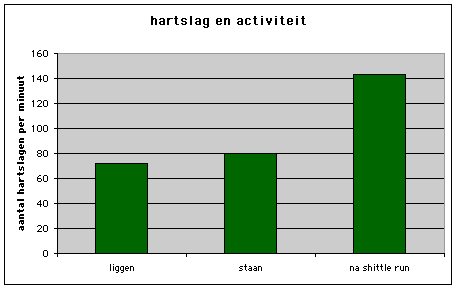 hartslag en activiteit
aantal hartslagen per minuut
160
140
120
100
80
60
40
20
0
liggen
staan
na shittle run